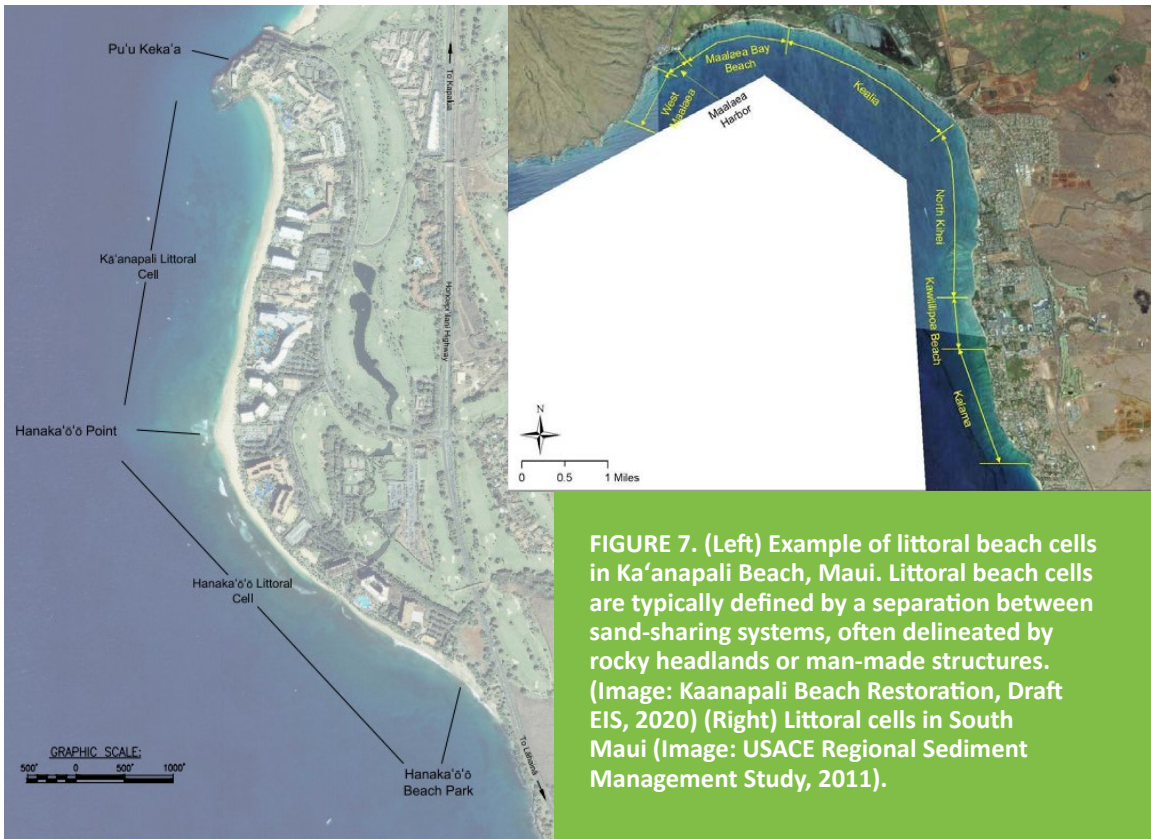 Pu'u Keka'a
To Kapalua
Kā'anapali Littoral
Cell
Honoapi'ilani Highway
Hanaka'ō'ō Point
Hanaka'ō'ō Littoral
Cell
Hanaka'ō'ō
Beach Park
To Lāhainā
GRAPHIC SCALE:
500' 0 500' 1000'
West
Maalaea
Maalaea Bay
Beach
Maalaea
Harbor
Kealia
North Kihei
Kawililipoa Beach
Kalama
N
0 0.5 1 Miles
FIGURE 7. (Left) Example of littoral beach cells
in Ka‘anapali Beach, Maui. Littoral beach cells
are typically defined by a separation between
sand-sharing systems, often delineated by
rocky headlands or man-made structures.
(Image: Kaanapali Beach Restoration, Draft
EIS, 2020) (Right) Littoral cells in South
Maui (Image: USACE Regional Sediment
Management Study, 2011).